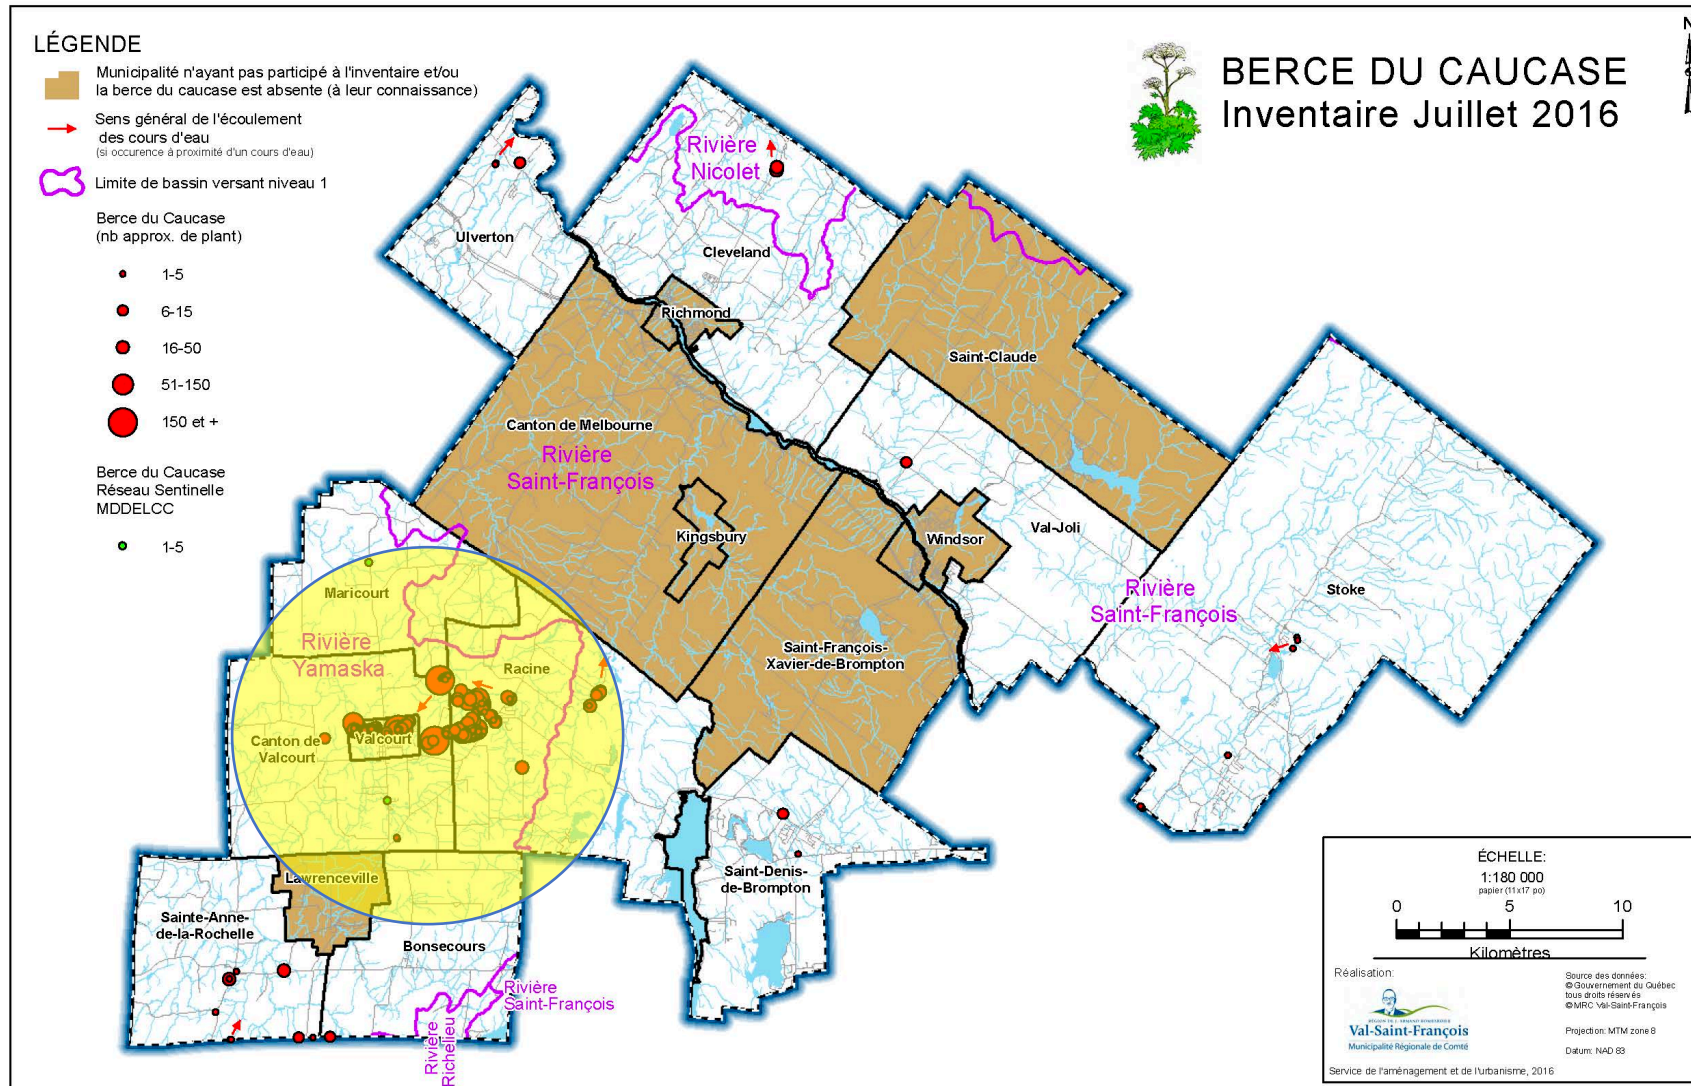 LÉGENDE
Municipalité n'ayant pas participé à l'inventaire et/ou
la berce du caucase est absente (à leur connaissance)
Sens général de l'écoulement
des cours d'eau
(si occurence à proximité d'un cours d'eau)
Limite de bassin versant niveau 1
Berce du Caucase
(nb approx. de plant)
1-5
6-15
16-50
51-150
150 et +
Berce du Caucase
Réseau Sentinelle
MDDELCC
1-5
BERCE DU CAUCASE
Inventaire Juillet 2016
N
Rivière
Nicolet
Ulverton
Cleveland
Richmond
Saint-Claude
Canton de Melbourne
Rivière
Saint-François
Kingsbury
Windsor
Val-Joli
Rivière
Saint-François
Stoke
Maricourt
Rivière
Yamaska
Racine
Saint-François-
Xavier-de-Brompton
Canton de
Valcourt
Valcourt
Lawrenceville
Saint-Denis-
de-Brompton
Sainte-Anne-
de-la-Rochelle
Bonsecours
Rivière
Saint-François
Rivière
Richelieu
ÉCHELLE:
1:180 000
papier (11x17 po)
0 5 10
Kilomètres
Réalisation:
RÉGION DE J. ARMAND BOMBARDIER
Val-Saint-François
Municipalité Régionale de Comté
Source des données:
© Gouvernement du Québec
tous droits réservés
© MRC Val-Saint-François
Projection: MTM zone 8
Datum: NAD 83
Service de l'aménagement et de l'urbanisme, 2016